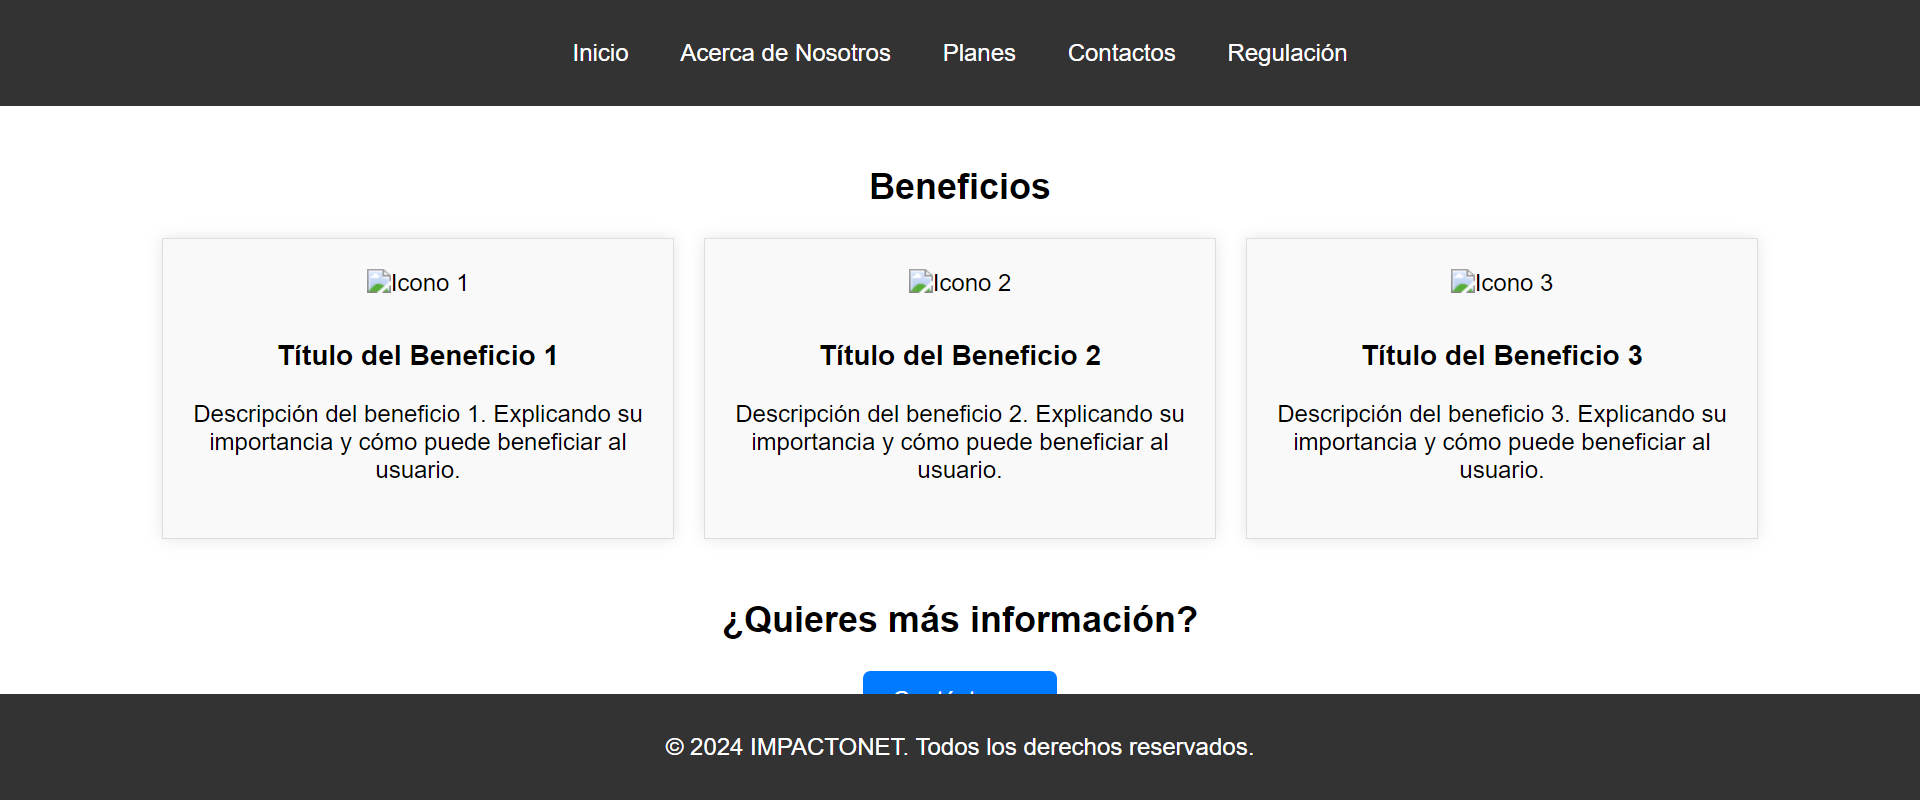 Inicio Acerca de Nosotros Planes Contactos Regulación
Beneficios
Icono 1
Título del Beneficio 1
Descripción del beneficio 1. Explicando su
importancia y cómo puede beneficiar al
usuario.
Icono 2
Título del Beneficio 2
Descripción del beneficio 2. Explicando su
importancia y cómo puede beneficiar al
usuario.
Icono 3
Título del Beneficio 3
Descripción del beneficio 3. Explicando su
importancia y cómo puede beneficiar al
usuario.
¿Quieres más información?
© 2024 IMPACTONET. Todos los derechos reservados.